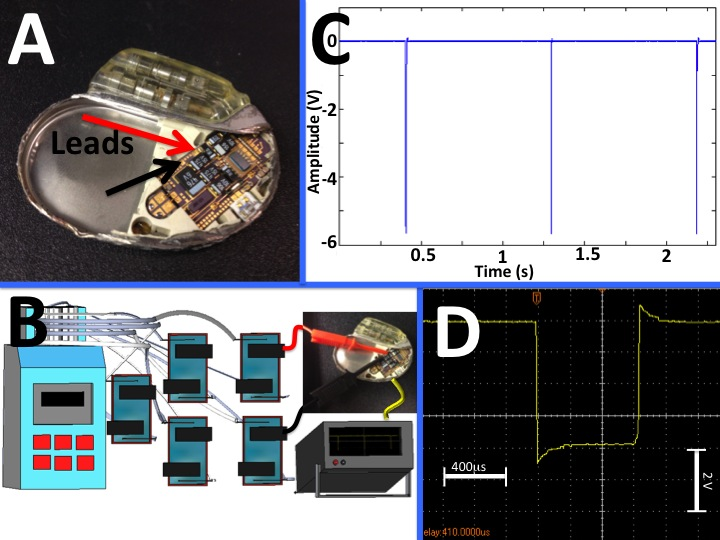 A
Leads
B
C
Amplitude (V)
0
-2
-4
-6
0.5
1
1.5
2
Time (s)
D
T
400µs
2 V
elay:410.0000us